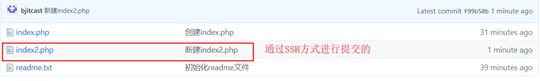 bjitcast 新建index2.php Latest commit f99b50b 1 minute ago
index.php 创建index.php 31 minutes ago
index2.php 新建index2.php 1 minute ago
通过SSH方式进行提交的
readme.txt 初始化readme文件 39 minutes ago